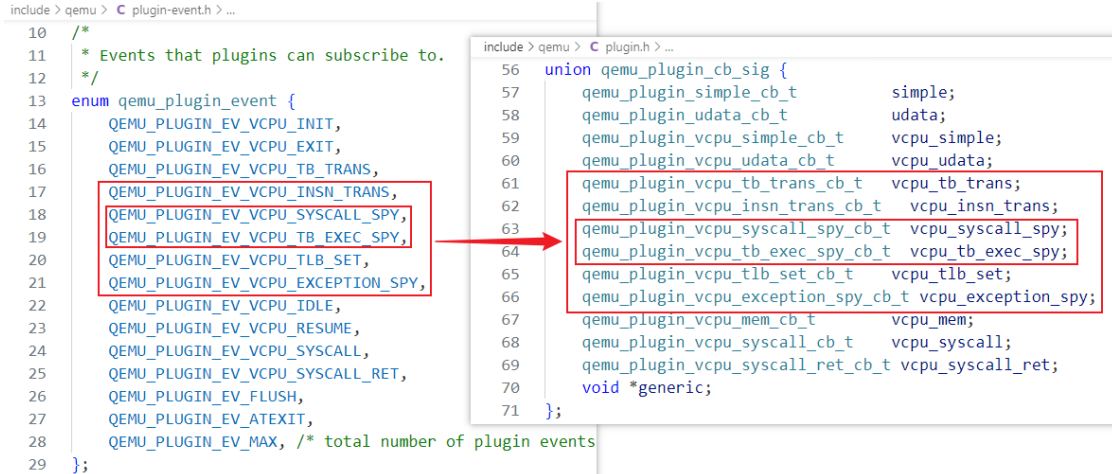 include > qemu > C plugin-event.h > ...
10 /*
11  * Events that plugins can subscribe to.
12  */
13 enum qemu_plugin_event {
14     QEMU_PLUGIN_EV_VCPU_INIT,
15     QEMU_PLUGIN_EV_VCPU_EXIT,
16     QEMU_PLUGIN_EV_VCPU_TB_TRANS,
17     QEMU_PLUGIN_EV_VCPU_INSN_TRANS,
18     QEMU_PLUGIN_EV_VCPU_SYSCALL_SPY,
19     QEMU_PLUGIN_EV_VCPU_TB_EXEC_SPY,
20     QEMU_PLUGIN_EV_VCPU_TLB_SET,
21     QEMU_PLUGIN_EV_VCPU_EXCEPTION_SPY,
22     QEMU_PLUGIN_EV_VCPU_IDLE,
23     QEMU_PLUGIN_EV_VCPU_RESUME,
24     QEMU_PLUGIN_EV_VCPU_SYSCALL,
25     QEMU_PLUGIN_EV_VCPU_SYSCALL_RET,
26     QEMU_PLUGIN_EV_FLUSH,
27     QEMU_PLUGIN_EV_ATEXIT,
28     QEMU_PLUGIN_EV_MAX, /* total number of plugin events
29 };
include > qemu > C plugin.h > ...
56 union qemu_plugin_cb_sig {
57     qemu_plugin_simple_cb_t simple;
58     qemu_plugin_udata_cb_t udata;
59     qemu_plugin_vcpu_simple_cb_t vcpu_simple;
60     qemu_plugin_vcpu_udata_cb_t vcpu_udata;
61     qemu_plugin_vcpu_tb_trans_cb_t vcpu_tb_trans;
62     qemu_plugin_vcpu_insn_trans_cb_t vcpu_insn_trans;
63     qemu_plugin_vcpu_syscall_spy_cb_t vcpu_syscall_spy;
64     qemu_plugin_vcpu_tb_exec_spy_cb_t vcpu_tb_exec_spy;
65     qemu_plugin_vcpu_tlb_set_cb_t vcpu_tlb_set;
66     qemu_plugin_vcpu_exception_spy_cb_t vcpu_exception_spy;
67     qemu_plugin_vcpu_mem_cb_t vcpu_mem;
68     qemu_plugin_vcpu_syscall_cb_t vcpu_syscall;
69     qemu_plugin_vcpu_syscall_ret_cb_t vcpu_syscall_ret;
70     void *generic;
71 };